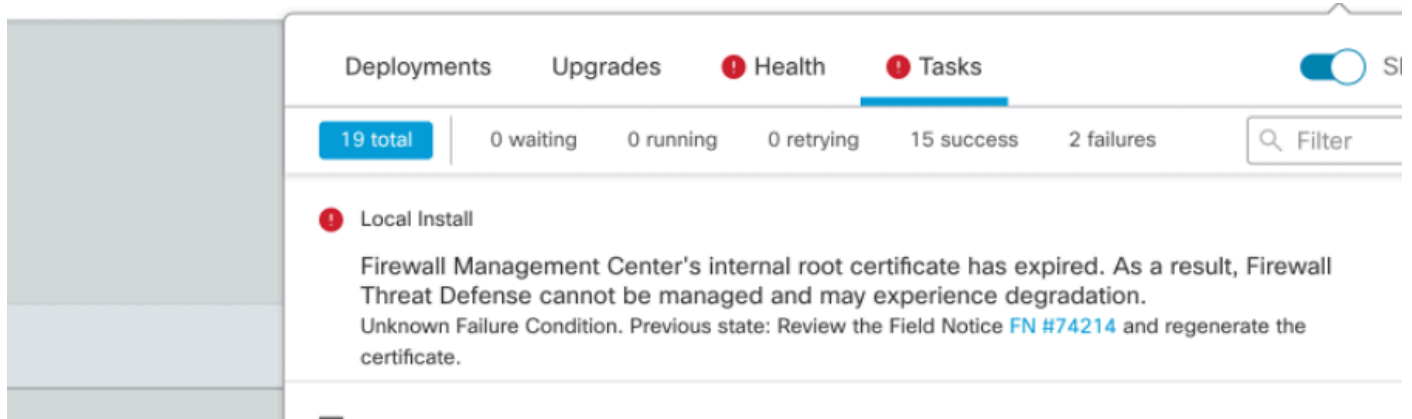 Deployments Upgrades Health Tasks
19 total 0 waiting 0 running 0 retrying 15 success 2 failures Filter
Local Install
Firewall Management Center's internal root certificate has expired. As a result, Firewall
Threat Defense cannot be managed and may experience degradation.
Unknown Failure Condition. Previous state: Review the Field Notice FN #74214 and regenerate the
certificate.